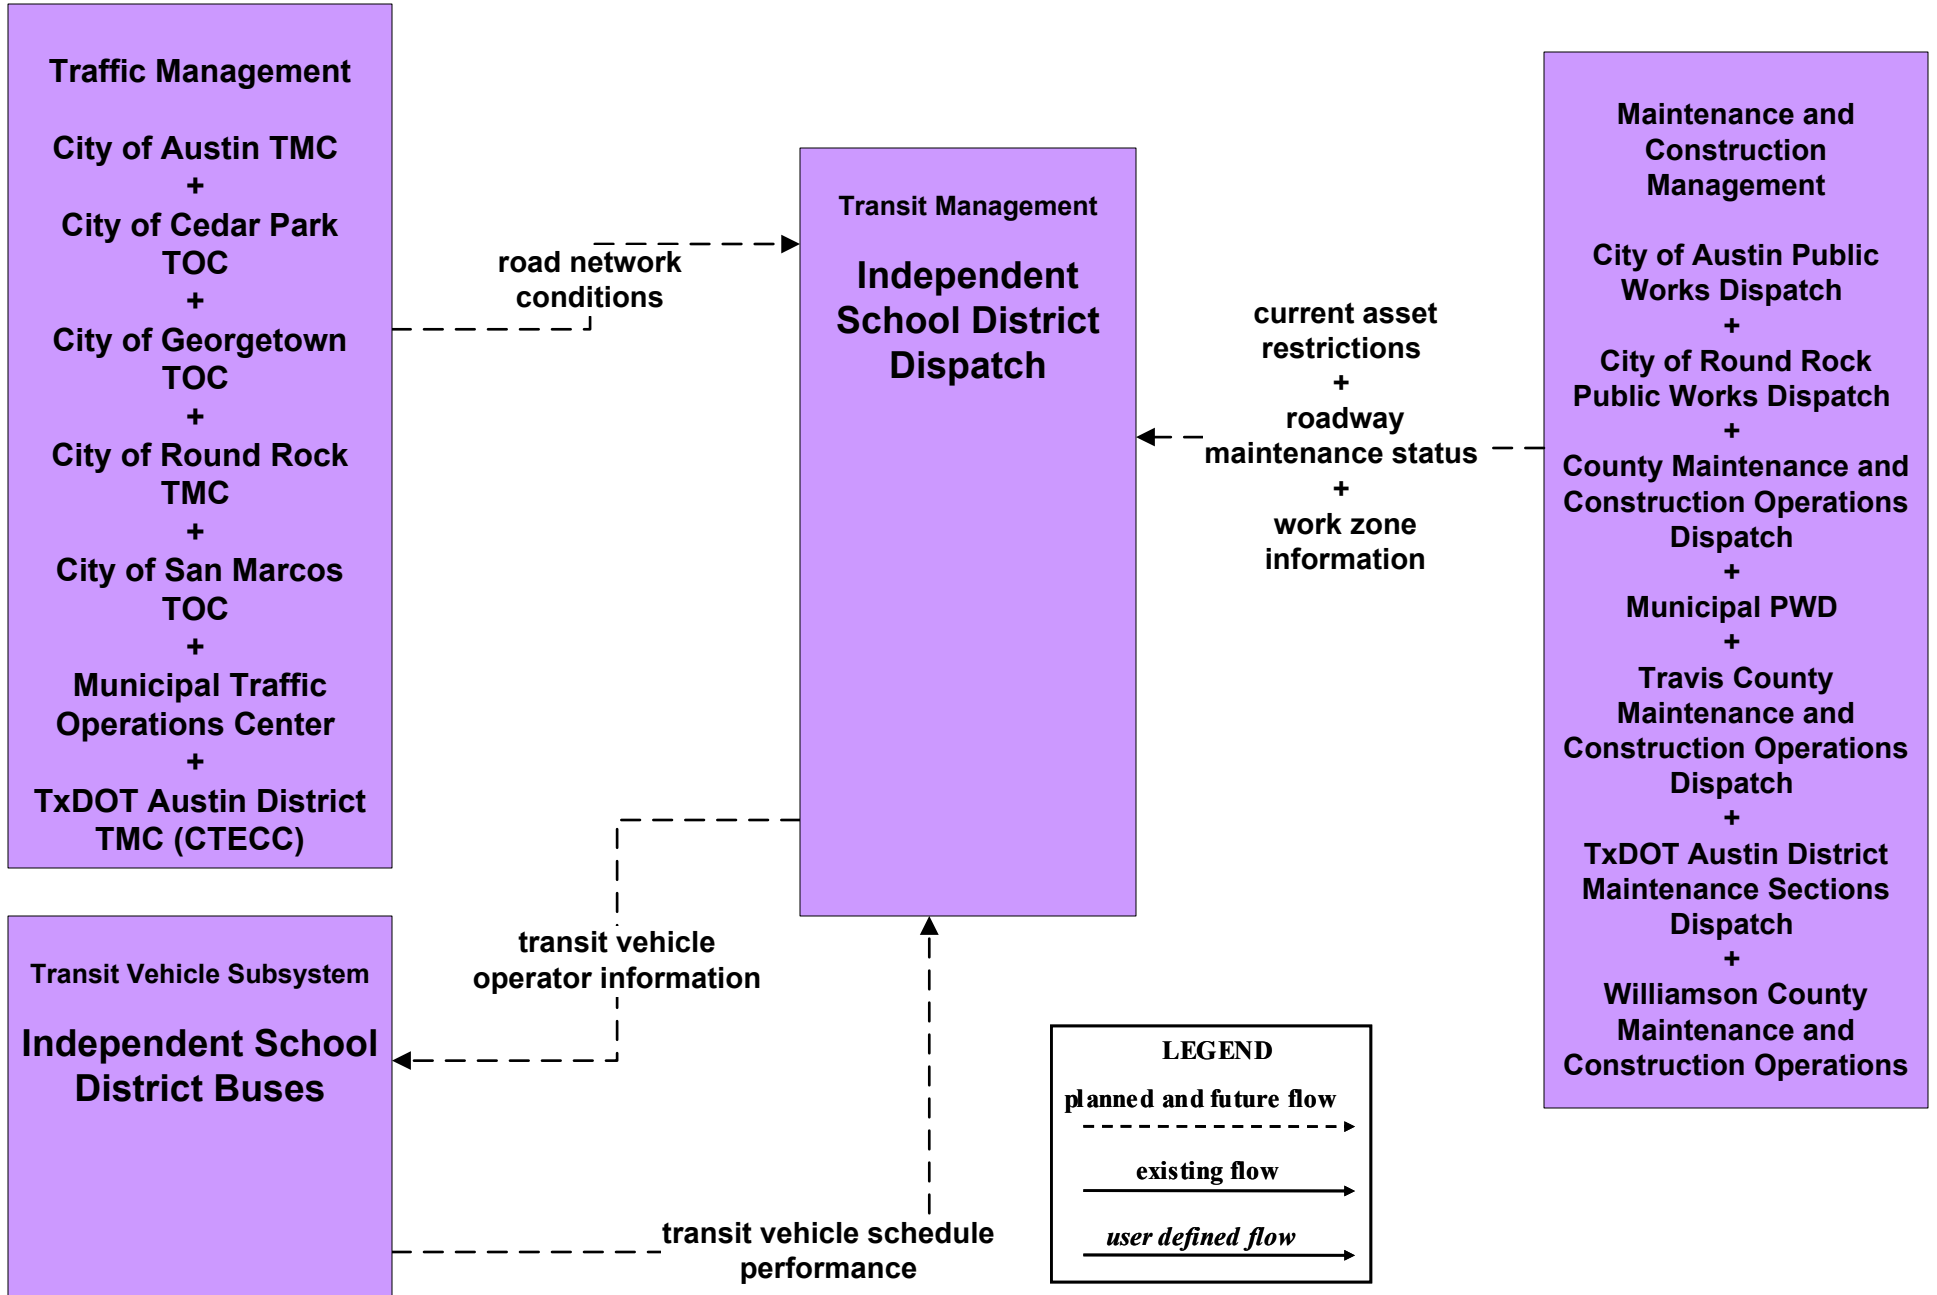 Traffic Management
City of Austin TMC
+
City of Cedar Park
TOC
+
City of Georgetown
TOC
+
City of Round Rock
TMC
+
City of San Marcos
TOC
+
Municipal Traffic
Operations Center
+
TxDOT Austin District
TMC (CTECC)
road network
conditions
Transit Management
Independent
School District
Dispatch
current asset
restrictions
+
roadway
maintenance status
+
work zone
information
Maintenance and
Construction
Management
City of Austin Public
Works Dispatch
+
City of Round Rock
Public Works Dispatch
+
County Maintenance and
Construction Operations
Dispatch
+
Municipal PWD
+
Travis County
Maintenance and
Construction Operations
Dispatch
+
TxDOT Austin District
Maintenance Sections
Dispatch
+
Williamson County
Maintenance and
Construction Operations
Transit Vehicle Subsystem
Independent School
District Buses
transit vehicle
operator information
transit vehicle schedule
performance
LEGEND
planned and future flow
existing flow
user defined flow